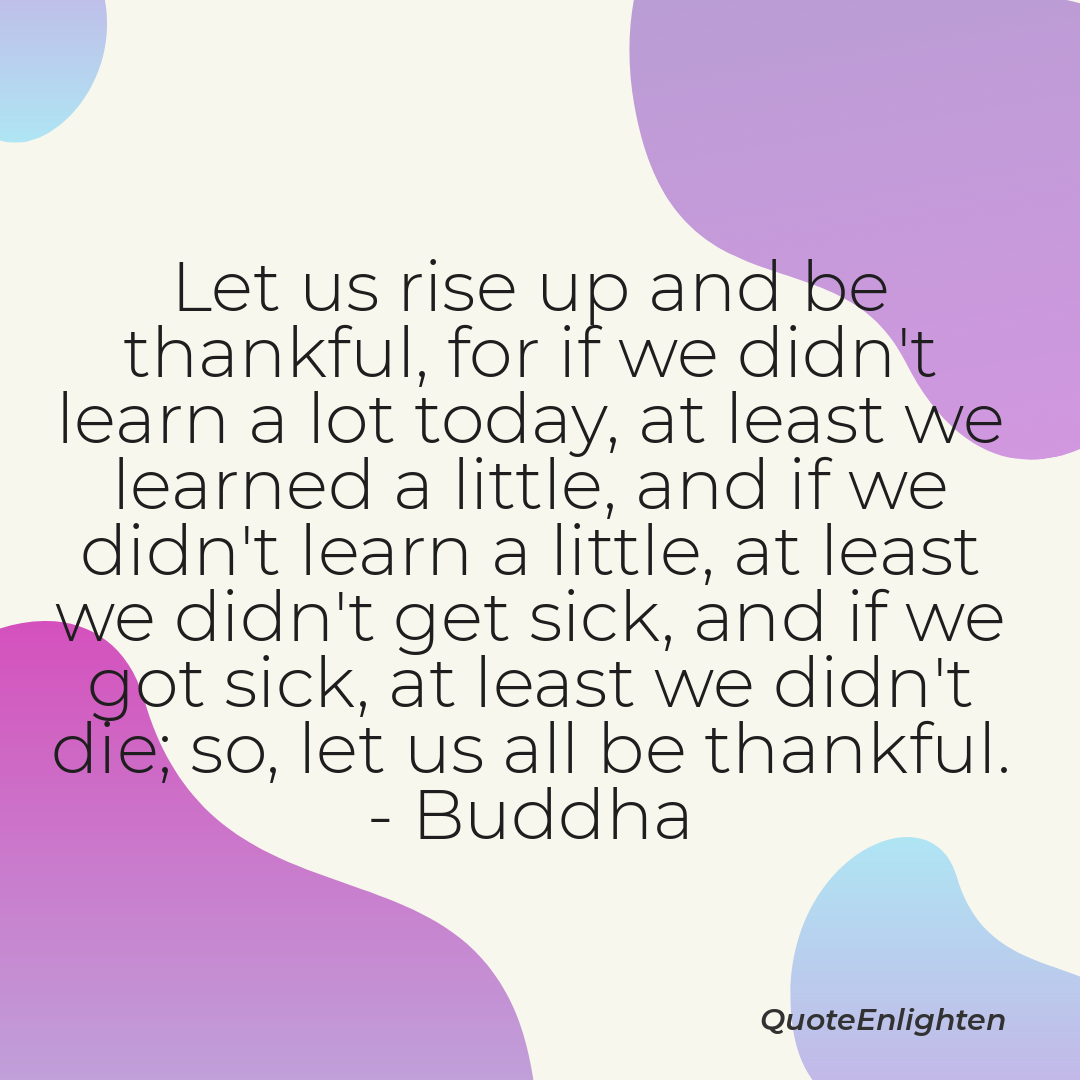 Let us rise up and be
thankful, for if we didn't
learn a lot today, at least we
learned a little, and if we
didn't learn a little, at least
we didn't get sick, and if we
got sick, at least we didn't
die; so, let us all be thankful.
- Buddha
QuoteEnlighten